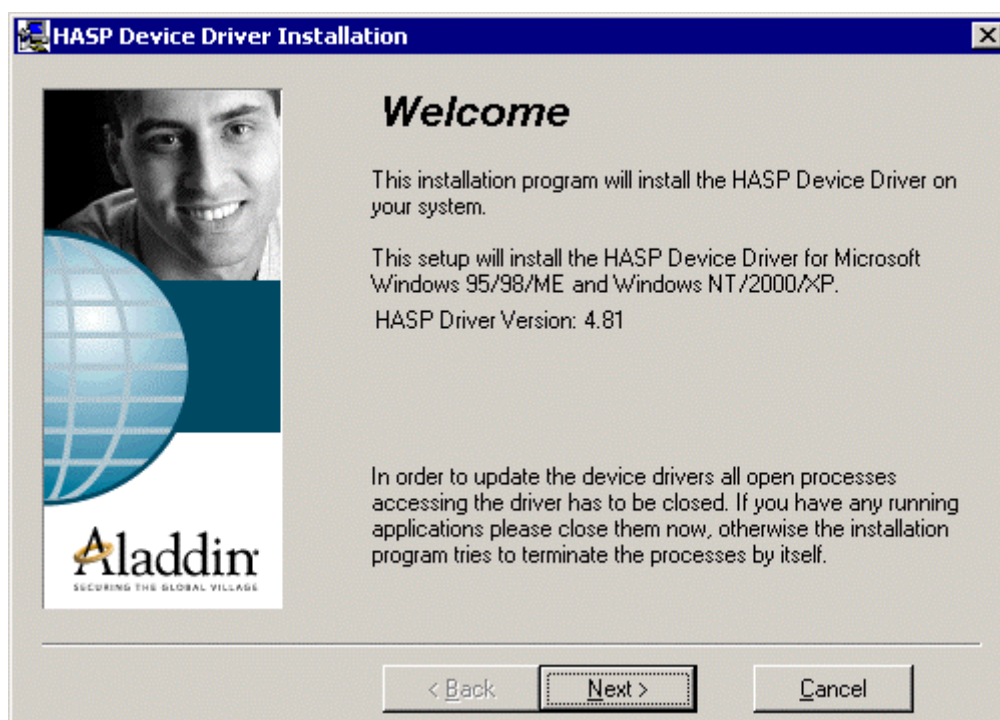 HASP Device Driver Installation
Welcome
This installation program will install the HASP Device Driver on
your system.
This setup will install the HASP Device Driver for Microsoft
Windows 95/98/ME and Windows NT/2000/XP.
HASP Driver Version: 4.81
In order to update the device drivers all open processes
accessing the driver has to be closed. If you have any running
applications please close them now, otherwise the installation
program tries to terminate the processes by itself.
Aladdin
SECURING THE GLOBAL VILLAGE
< Back
Next >
Cancel